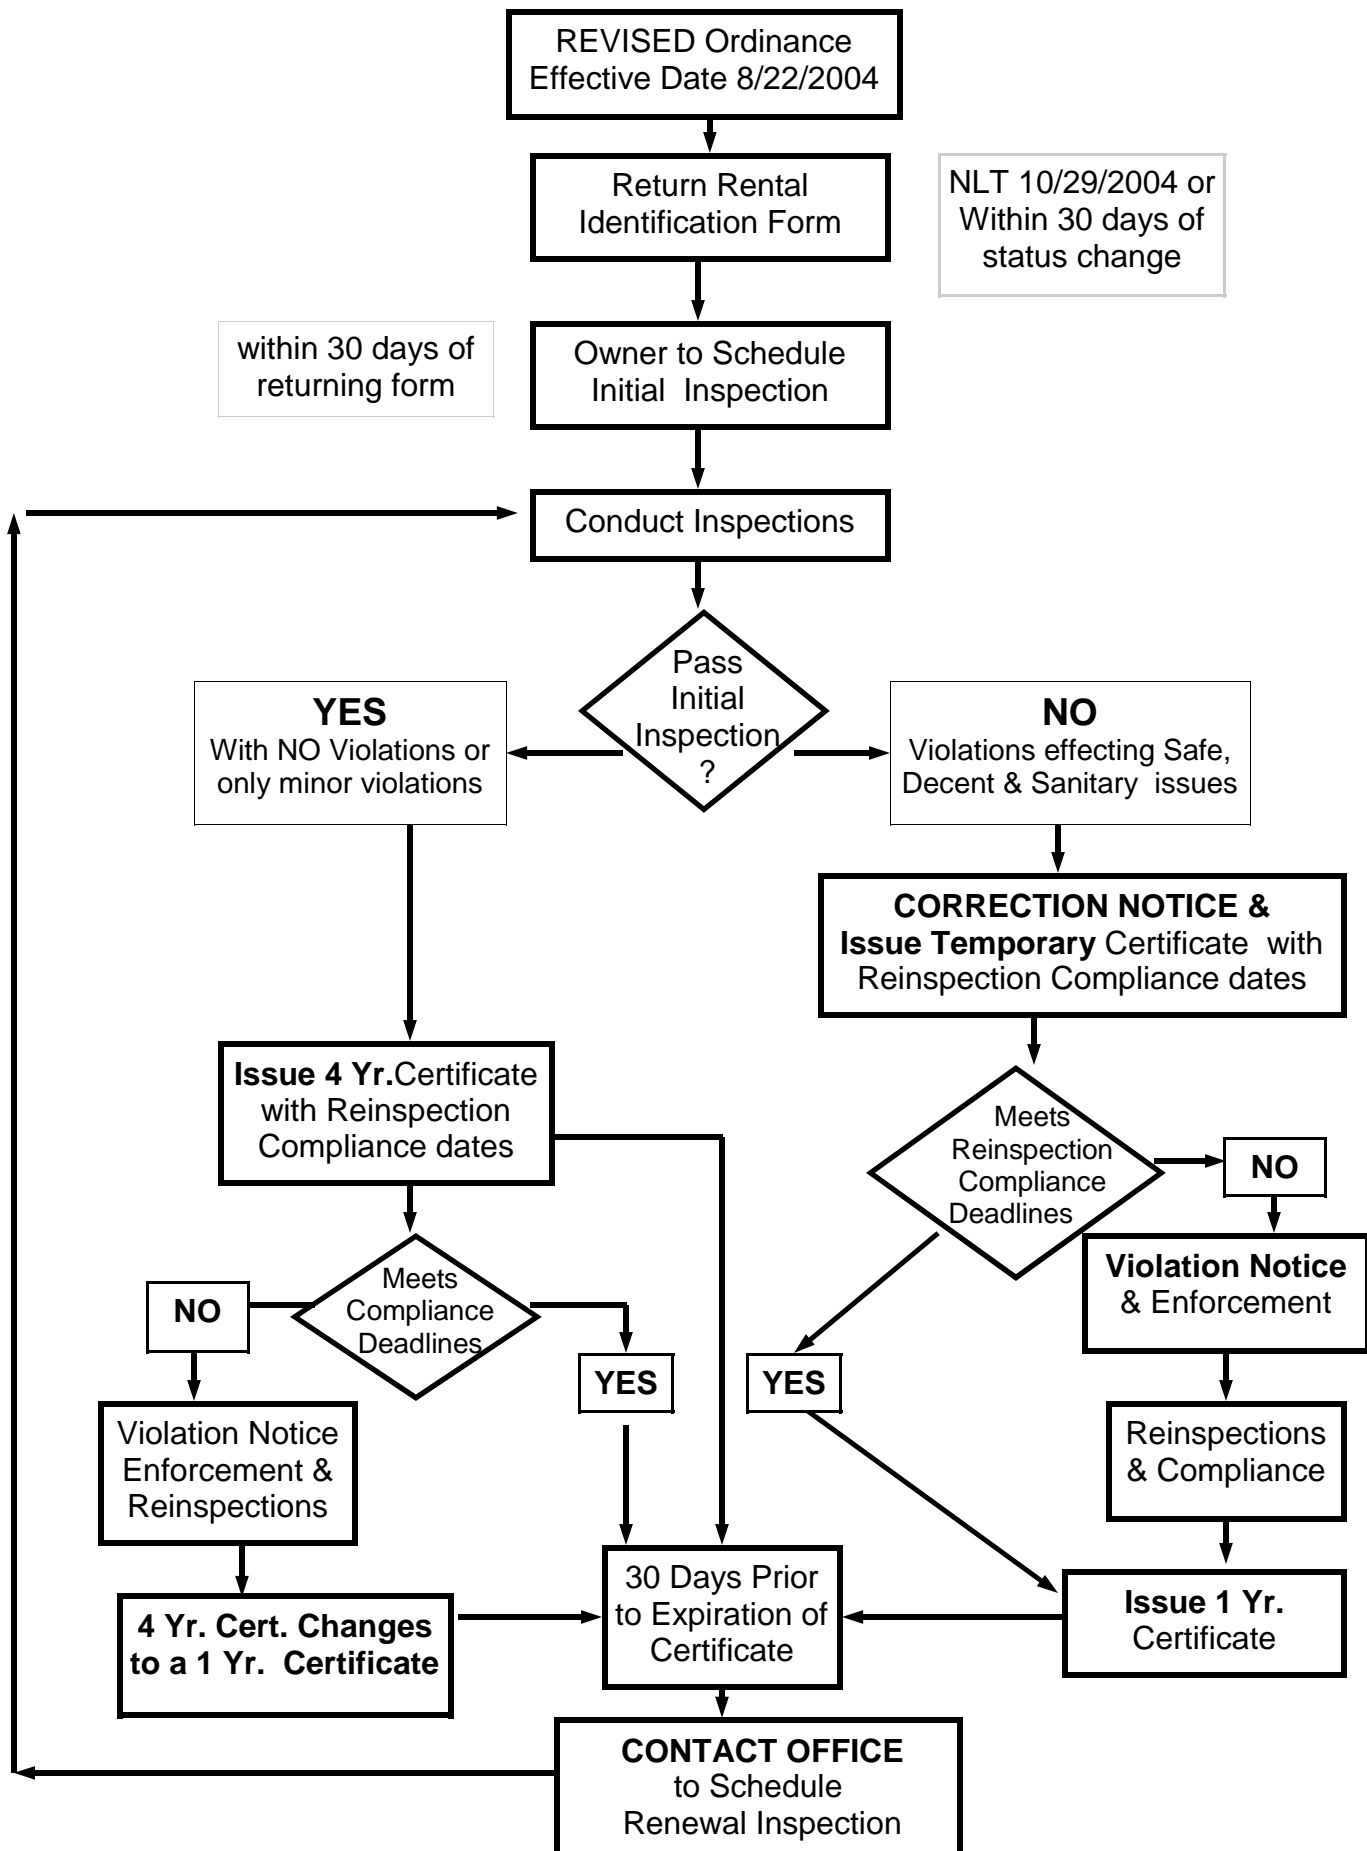 REVISED Ordinance
Effective Date 8/22/2004
Return Rental
Identification Form
NLT 10/29/2004 or
Within 30 days of
status change
within 30 days of
returning form
Owner to Schedule
Initial Inspection
Conduct Inspections
Pass
Initial
Inspection
?
YES
With NO Violations or
only minor violations
NO
Violations effecting Safe,
Decent & Sanitary issues
CORRECTION NOTICE &
Issue Temporary Certificate with
Reinspection Compliance dates
Issue 4 Yr.Certificate
with Reinspection
Compliance dates
Meets
Reinspection
Compliance
Deadlines
NO
Violation Notice
& Enforcement
Meets
Compliance
Deadlines
NO
YES
YES
Violation Notice
Enforcement &
Reinspections
Reinspections
& Compliance
4 Yr. Cert. Changes
to a 1 Yr. Certificate
30 Days Prior
to Expiration of
Certificate
Issue 1 Yr.
Certificate
CONTACT OFFICE
to Schedule
Renewal Inspection